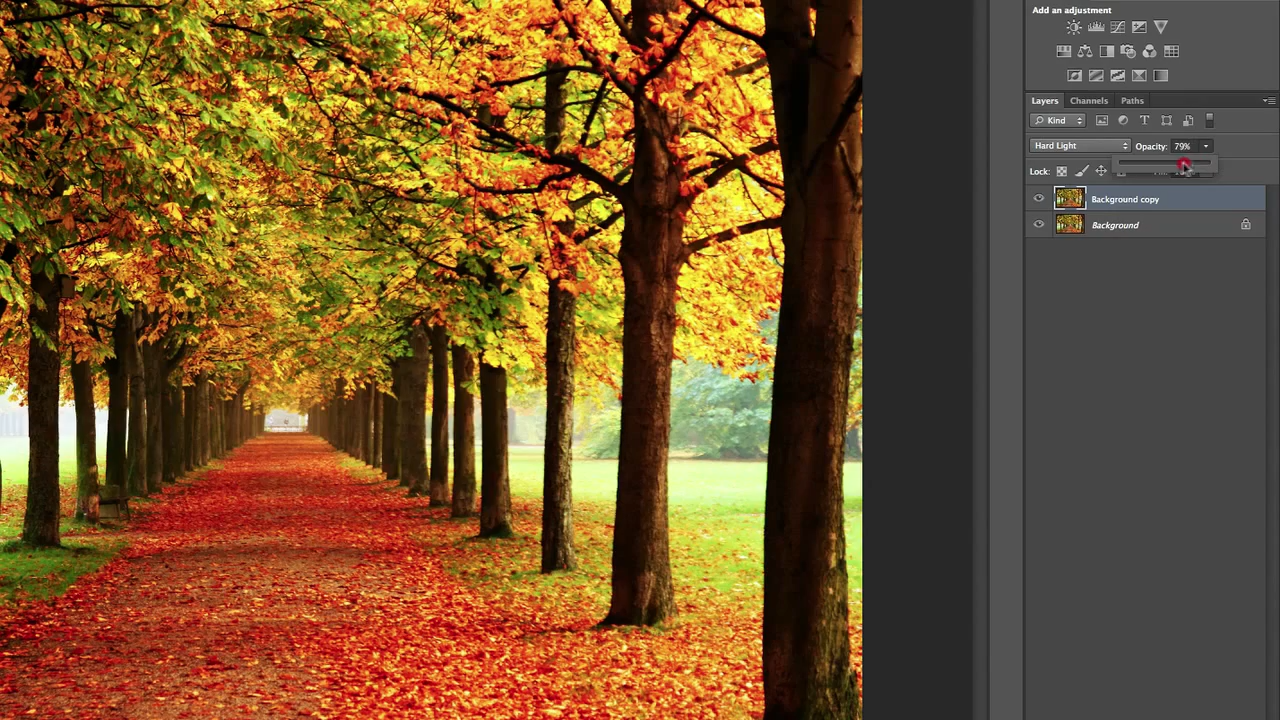 Add an adjustment
Layers Channels Paths
Kind
Hard Light Opacity: 79%
Lock:
Background copy
Background